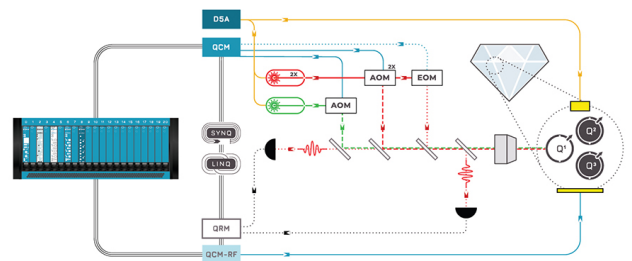 DSA
QCM
2X
2X
AOM
EOM
AOM
SYNQ
LINQ
Q¹
Q²
Q³
QRM
QCM-RF